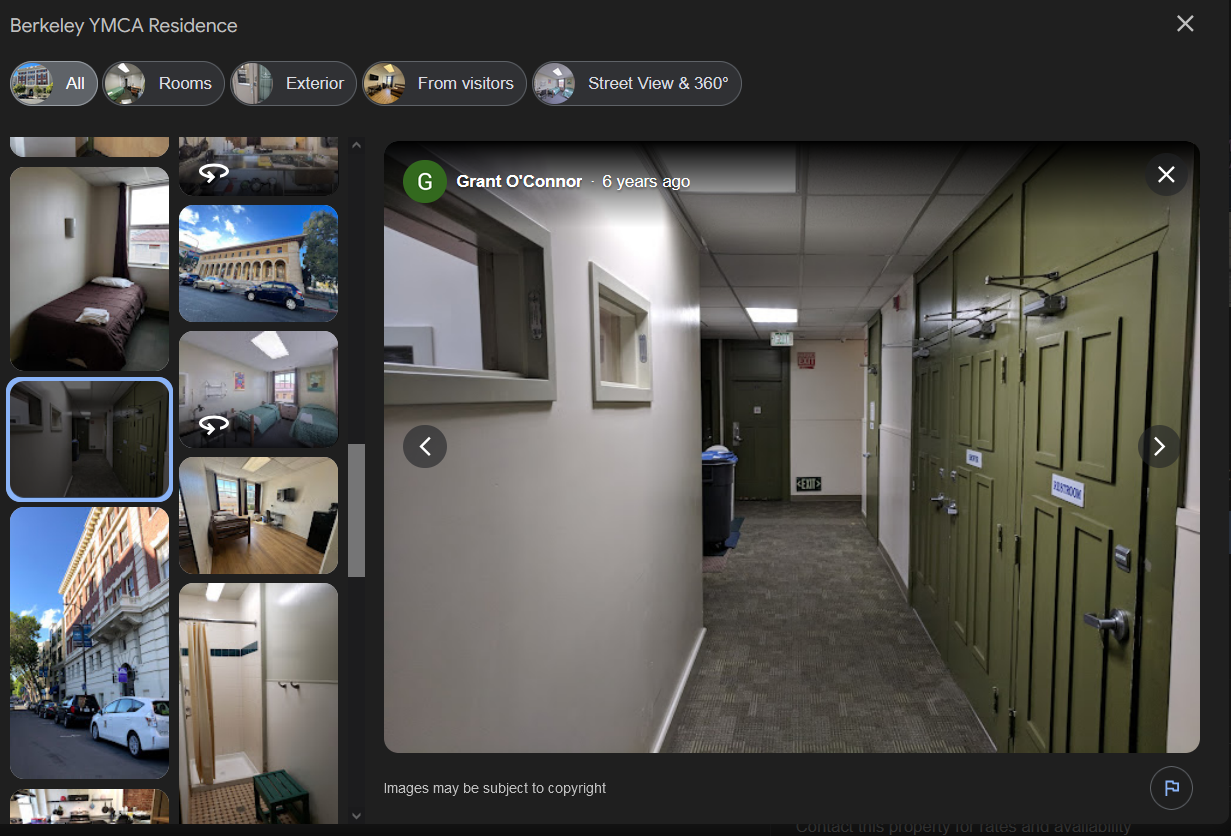 Berkeley YMCA Residence
All
Rooms
Exterior
From visitors
Street View & 360°
G
Grant O'Connor · 6 years ago
EXIT
EXIT
RESTROOM
Images may be subject to copyright
Contact this property for rates and availability